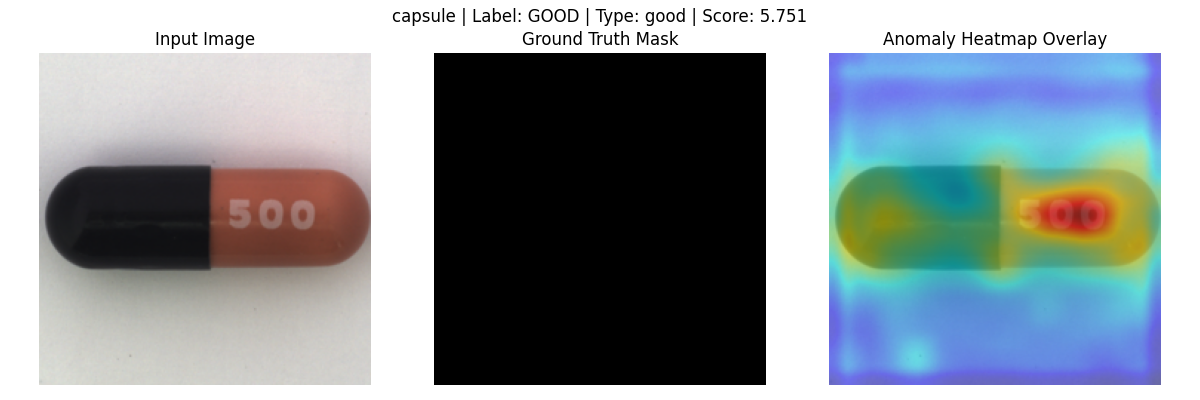 capsule | Label: GOOD | Type: good | Score: 5.751
Input Image
Ground Truth Mask
Anomaly Heatmap Overlay
500
500